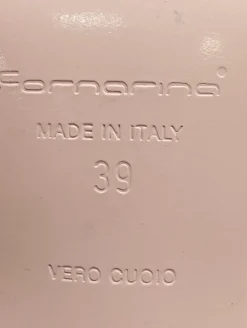 Fornarina
MADE IN ITALY
39
VERO CUOIO